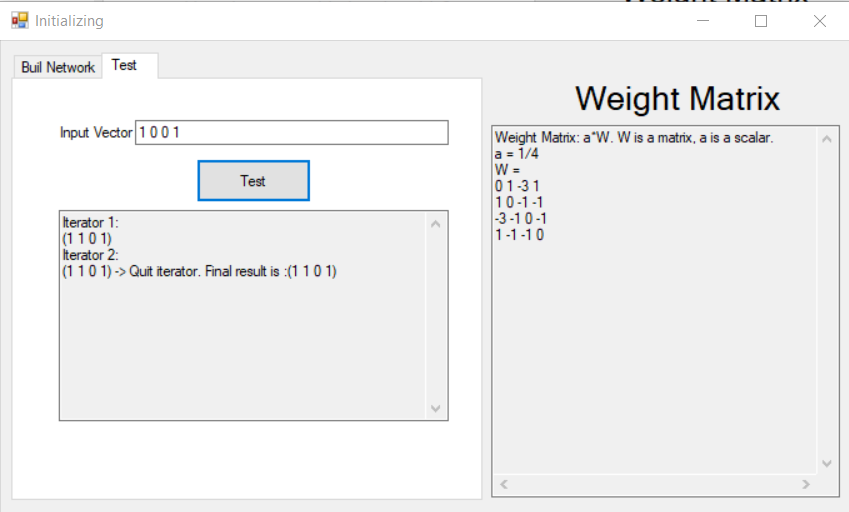 Initializing
Buil Network
Test
Input Vector
1 0 0 1
Test
Iterator 1:
(1 1 0 1)
Iterator 2:
(1 1 0 1) -> Quit iterator. Final result is :(1 1 0 1)
Weight Matrix
Weight Matrix: a*W. W is a matrix, a is a scalar.
a = 1/4
W =
0 1 -3 1
1 0 -1 -1
-3 -1 0 -1
1 -1 -1 0